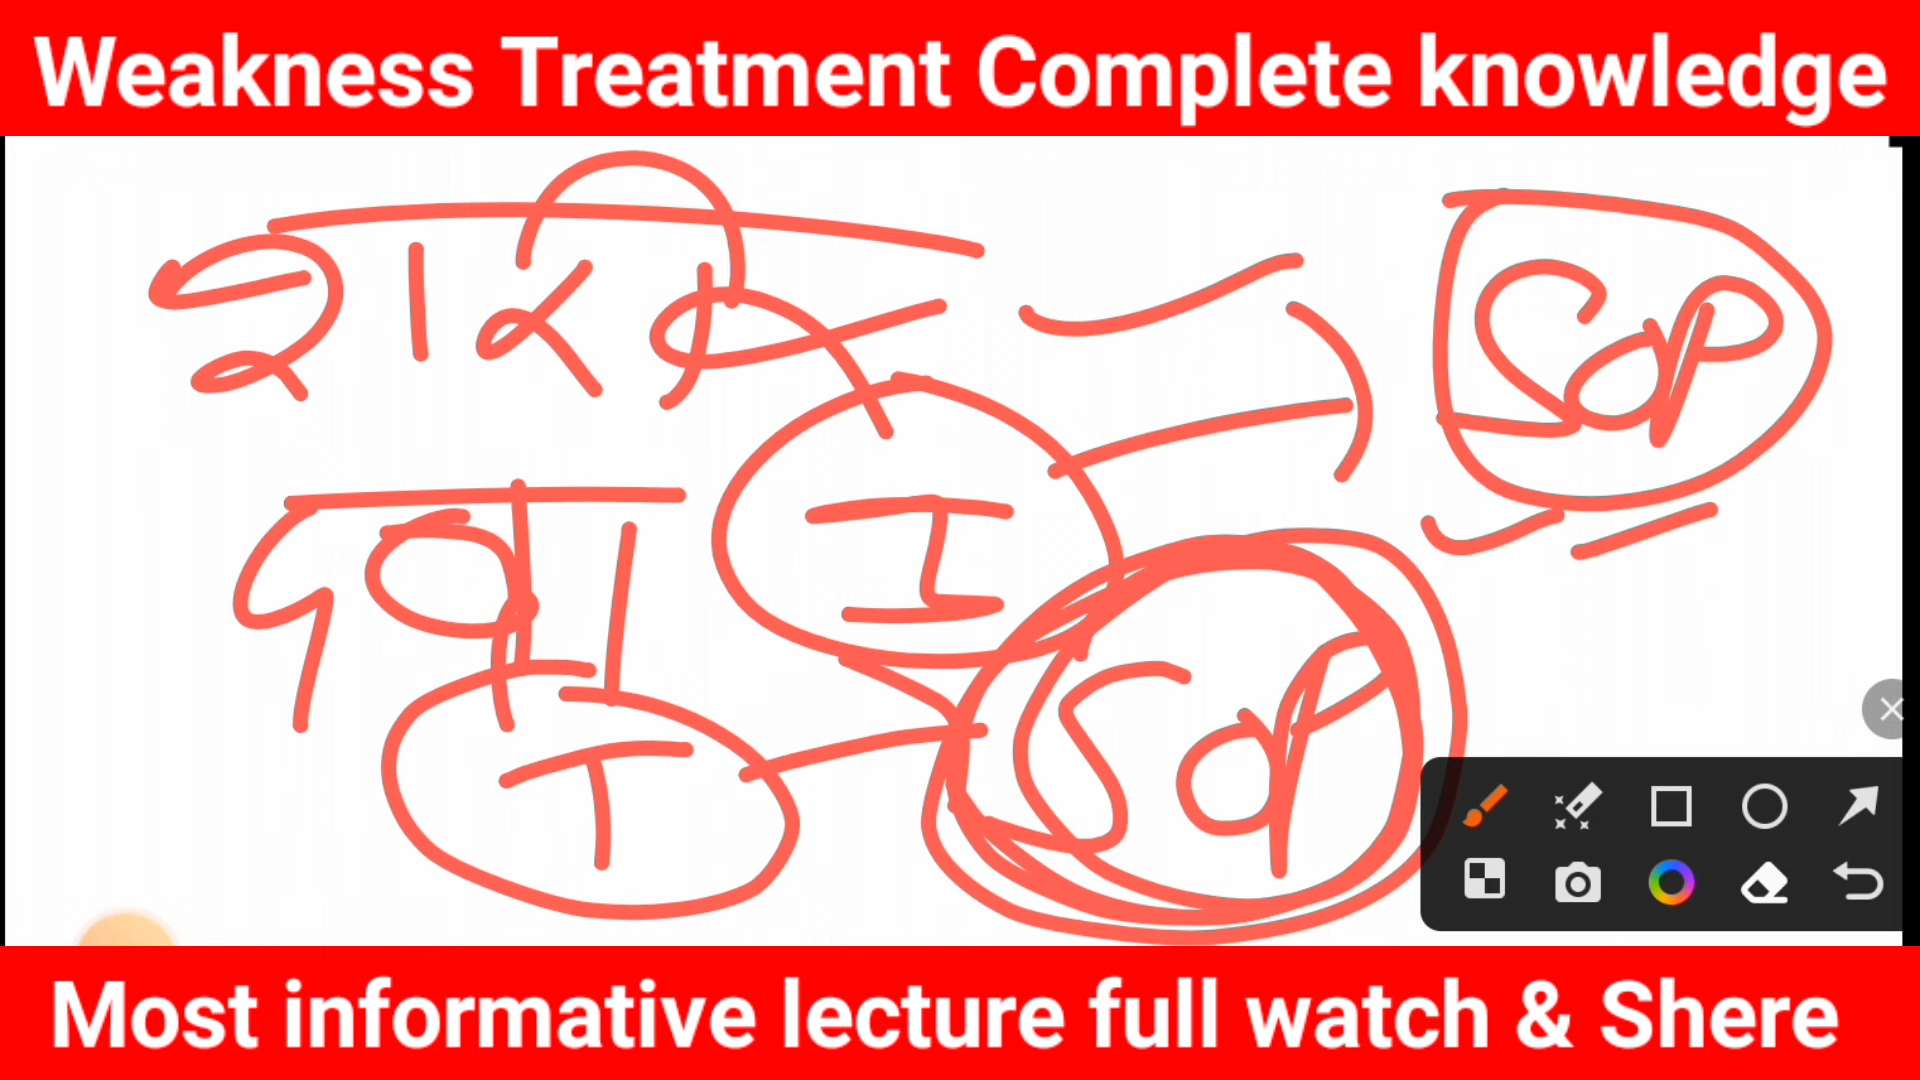 Weakness Treatment Complete knowledge
SOP
I
T
SOP
Most informative lecture full watch & Shere